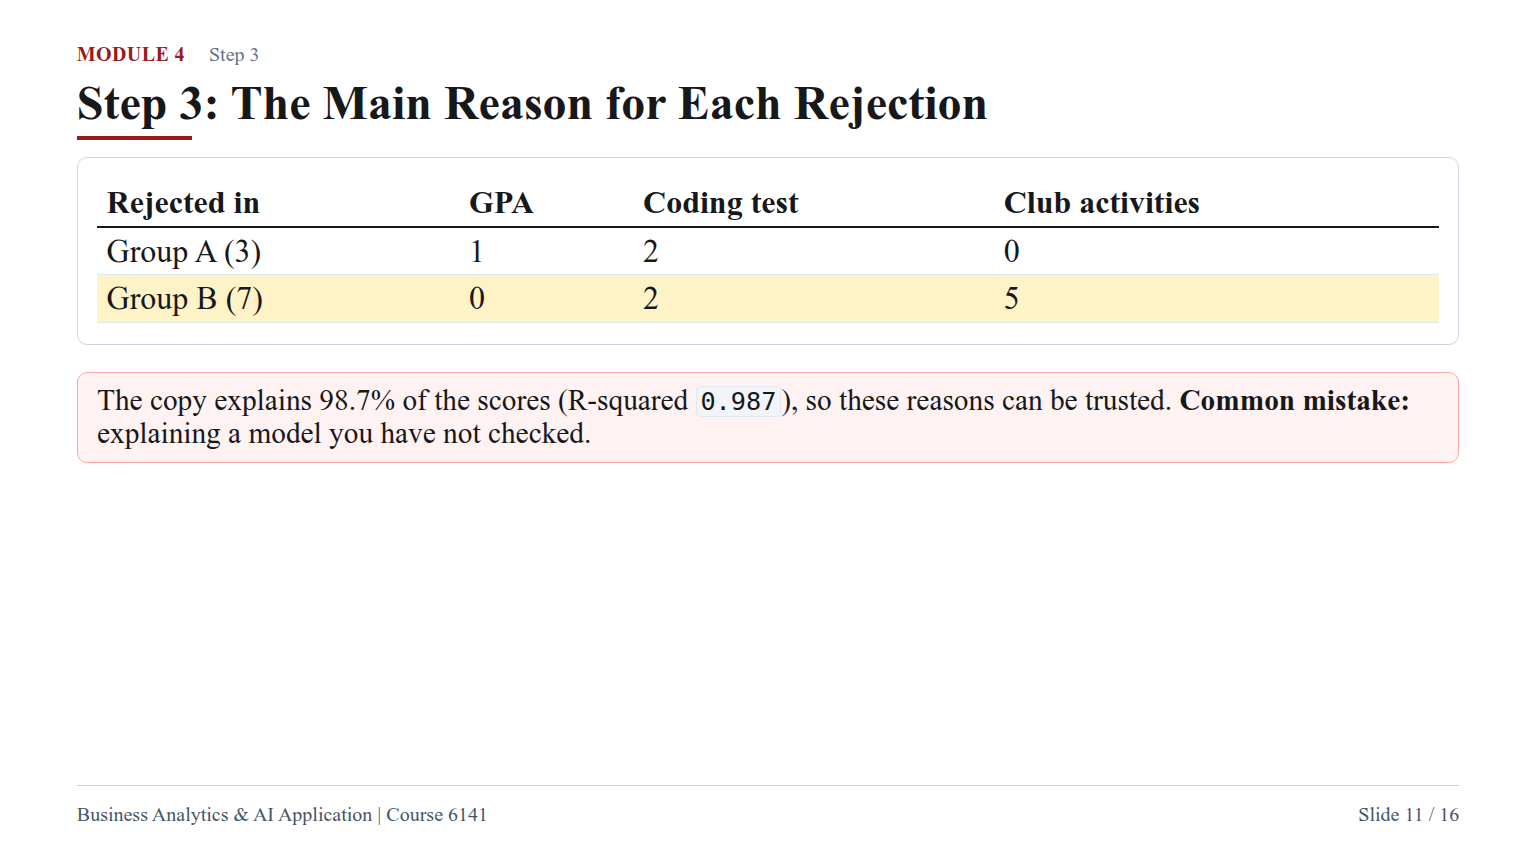 MODULE 4 Step 3
Step 3: The Main Reason for Each Rejection
Rejected in GPA Coding test Club activities
Group A (3) 1 2 0
Group B (7) 0 2 5
The copy explains 98.7% of the scores (R-squared 0.987), so these reasons can be trusted. Common mistake:
explaining a model you have not checked.
Business Analytics & AI Application | Course 6141 Slide 11 / 16